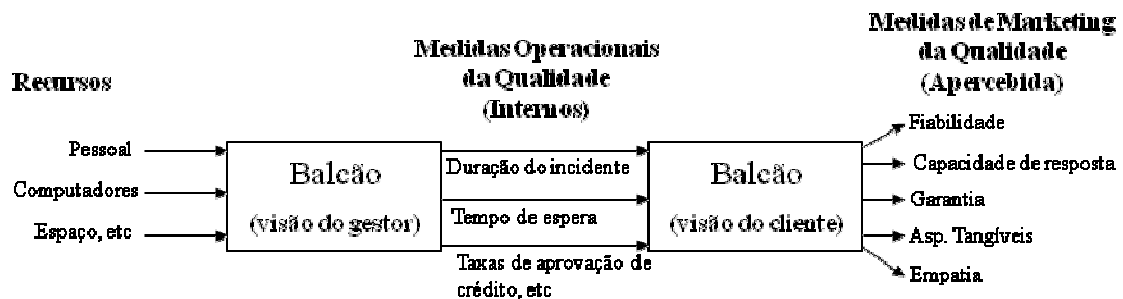 Recursos
Pessoal
Computadores
Espaço, etc
Balcão
(visão do gestor)
Medidas Operacionais
da Qualidade
(Internos)
Duração do incidente
Tempo de espera
Taxas de aprovação de
crédito, etc
Balcão
(visão do cliente)
Medidas de Marketing
da Qualidade
(Apercebida)
Fiabilidade
Capacidade de resposta
Garantia
Asp. Tangíveis
Empatia